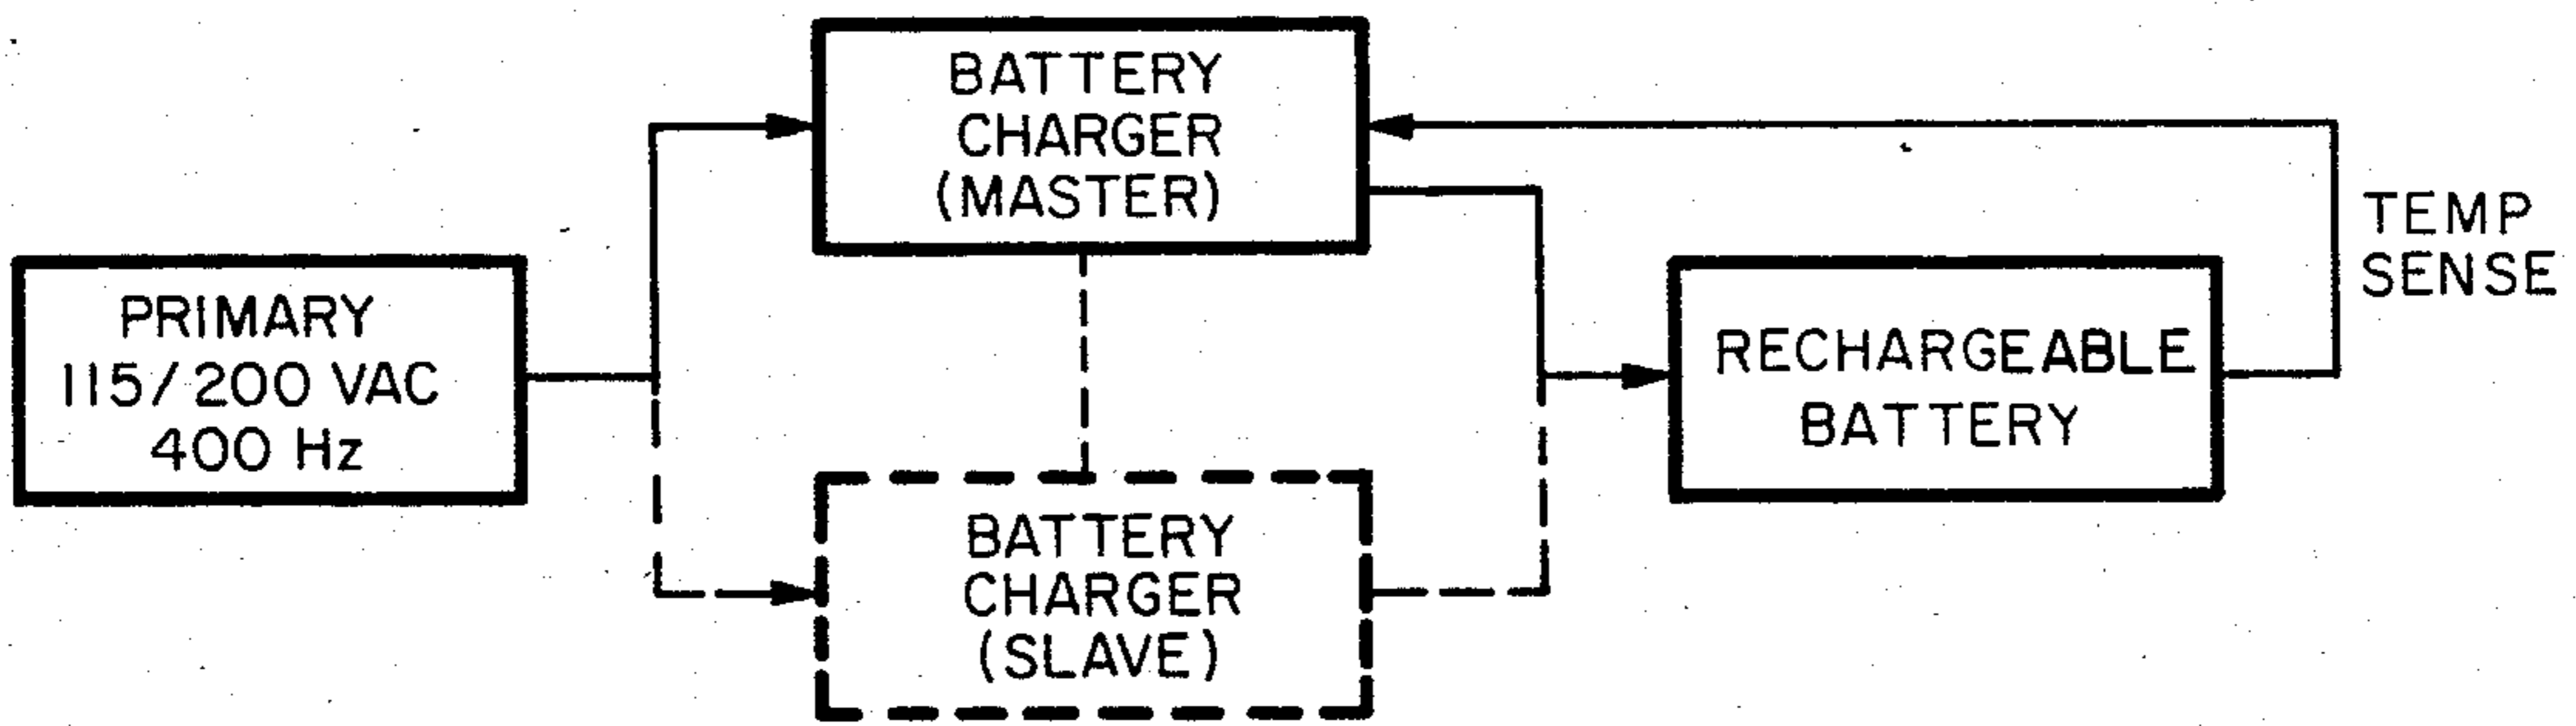 BATTERY
CHARGER
(MASTER)
PRIMARY
115/200 VAC
400 Hz
TEMP
SENSE
RECHARGEABLE
BATTERY
BATTERY
CHARGER
(SLAVE)